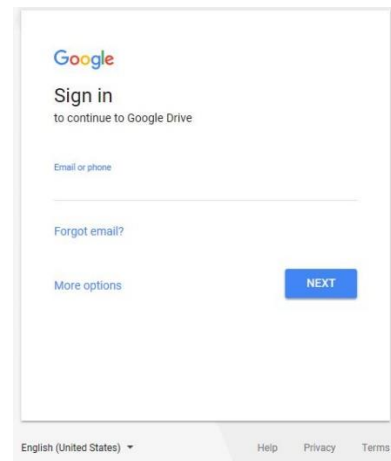 Google
Sign in
to continue to Google Drive
Email or phone
Forgot email?
More options NEXT
English (United States) Help Privacy Terms